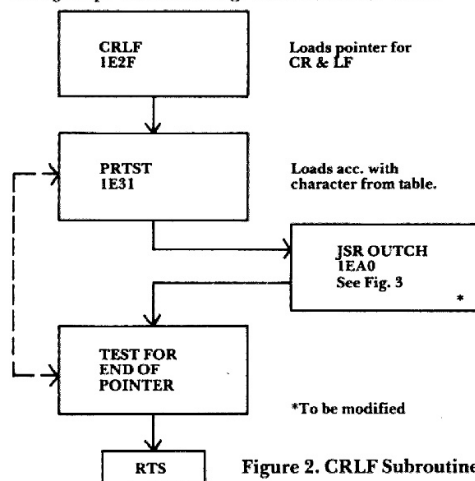 CRLF
1E2F
Loads pointer for
CR & LF
PRTST
1E31
Loads acc. with
character from table.
JSR OUTCH
1EA0
See Fig. 3
*
TEST FOR
END OF
POINTER
*To be modified
RTS
Figure 2. CRLF Subroutine